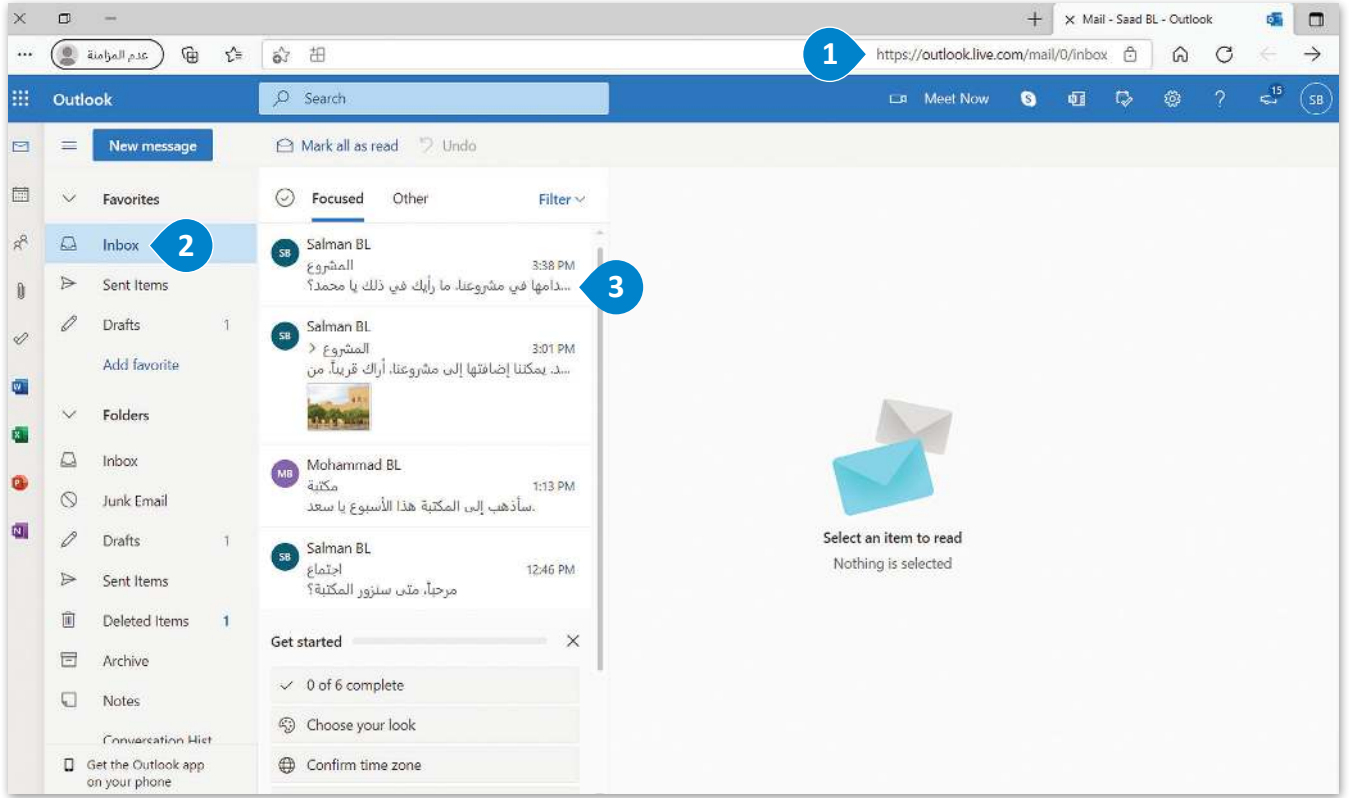 Mail - Saad BL - Outlook
عدم المزامنة
1
https://outlook.live.com/mail/0/inbox
Outlook
Search
Meet Now
15
SB
New message
Mark all as read
Undo
Favorites
Inbox
2
Sent Items
Drafts 1
Add favorite
Folders
Inbox
Junk Email
Drafts 1
Sent Items
Deleted Items 1
Archive
Notes
Conversation Hist
Get the Outlook app
on your phone
Focused Other Filter
SB
Salman BL
المشروع 3:38 PM
...دامها في مشروعنا، ما رأيك في ذلك يا محمد؟
3
SB
Salman BL
المشروع > 3:01 PM
...د. يمكننا إضافتها إلى مشروعنا. أراك قريباً. من
MB
Mohammad BL
مكتبة 1:13 PM
.سأذهب إلى المكتبة هذا الأسبوع يا سعد
SB
Salman BL
اجتماع 12:46 PM
مرحباً، متى سنزور المكتبة؟
Get started
0 of 6 complete
Choose your look
Confirm time zone
Select an item to read
Nothing is selected